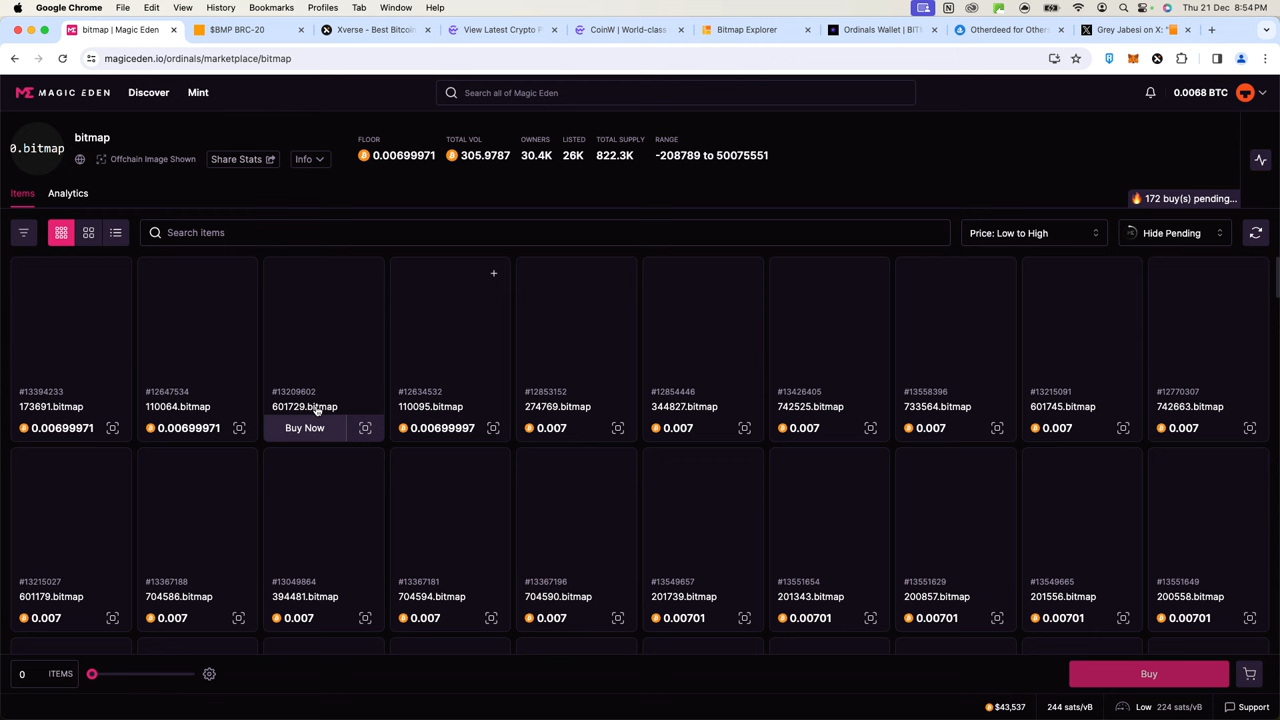 Google Chrome File Edit View History Bookmarks Profiles Tab Window Help Thu 21 Dec 8:54 PM
bitmap | Magic Eden $BMP BRC-20 Xverse - Best Bitcoin View Latest Crypto P CoinW | World-class Bitmap Explorer Ordinals Wallet | BIT Otherdeed for Others Grey Jabesi on X: "
magiceden.io/ordinals/marketplace/bitmap
MAGIC EDEN Discover Mint Search all of Magic Eden 0.0068 BTC
0.bitmap
bitmap
Offchain Image Shown Share Stats Info
FLOOR TOTAL VOL OWNERS LISTED TOTAL SUPPLY RANGE
0.00699971 305.9787 30.4K 26K 822.3K -208789 to 50075551
Items Analytics
172 buy(s) pending...
Search items Price: Low to High Hide Pending
#13394233 #12647534 #13209602 #12634532 #12853152 #12854446 #13426405 #13558396 #13215091 #12770307
173691.bitmap 110064.bitmap 601729.bitmap 110095.bitmap 274769.bitmap 344827.bitmap 742525.bitmap 733564.bitmap 601745.bitmap 742663.bitmap
0.00699971 0.00699971 Buy Now 0.00699997 0.007 0.007 0.007 0.007 0.007 0.007
#13215027 #13367188 #13049864 #13367181 #13367196 #13549657 #13551654 #13551629 #13549665 #13551649
601179.bitmap 704586.bitmap 394481.bitmap 704594.bitmap 704590.bitmap 201739.bitmap 201343.bitmap 200857.bitmap 201556.bitmap 200558.bitmap
0.007 0.007 0.007 0.007 0.007 0.00701 0.00701 0.00701 0.00701 0.00701
0 ITEMS Buy
$43,537 244 sats/vB Low 224 sats/vB Support